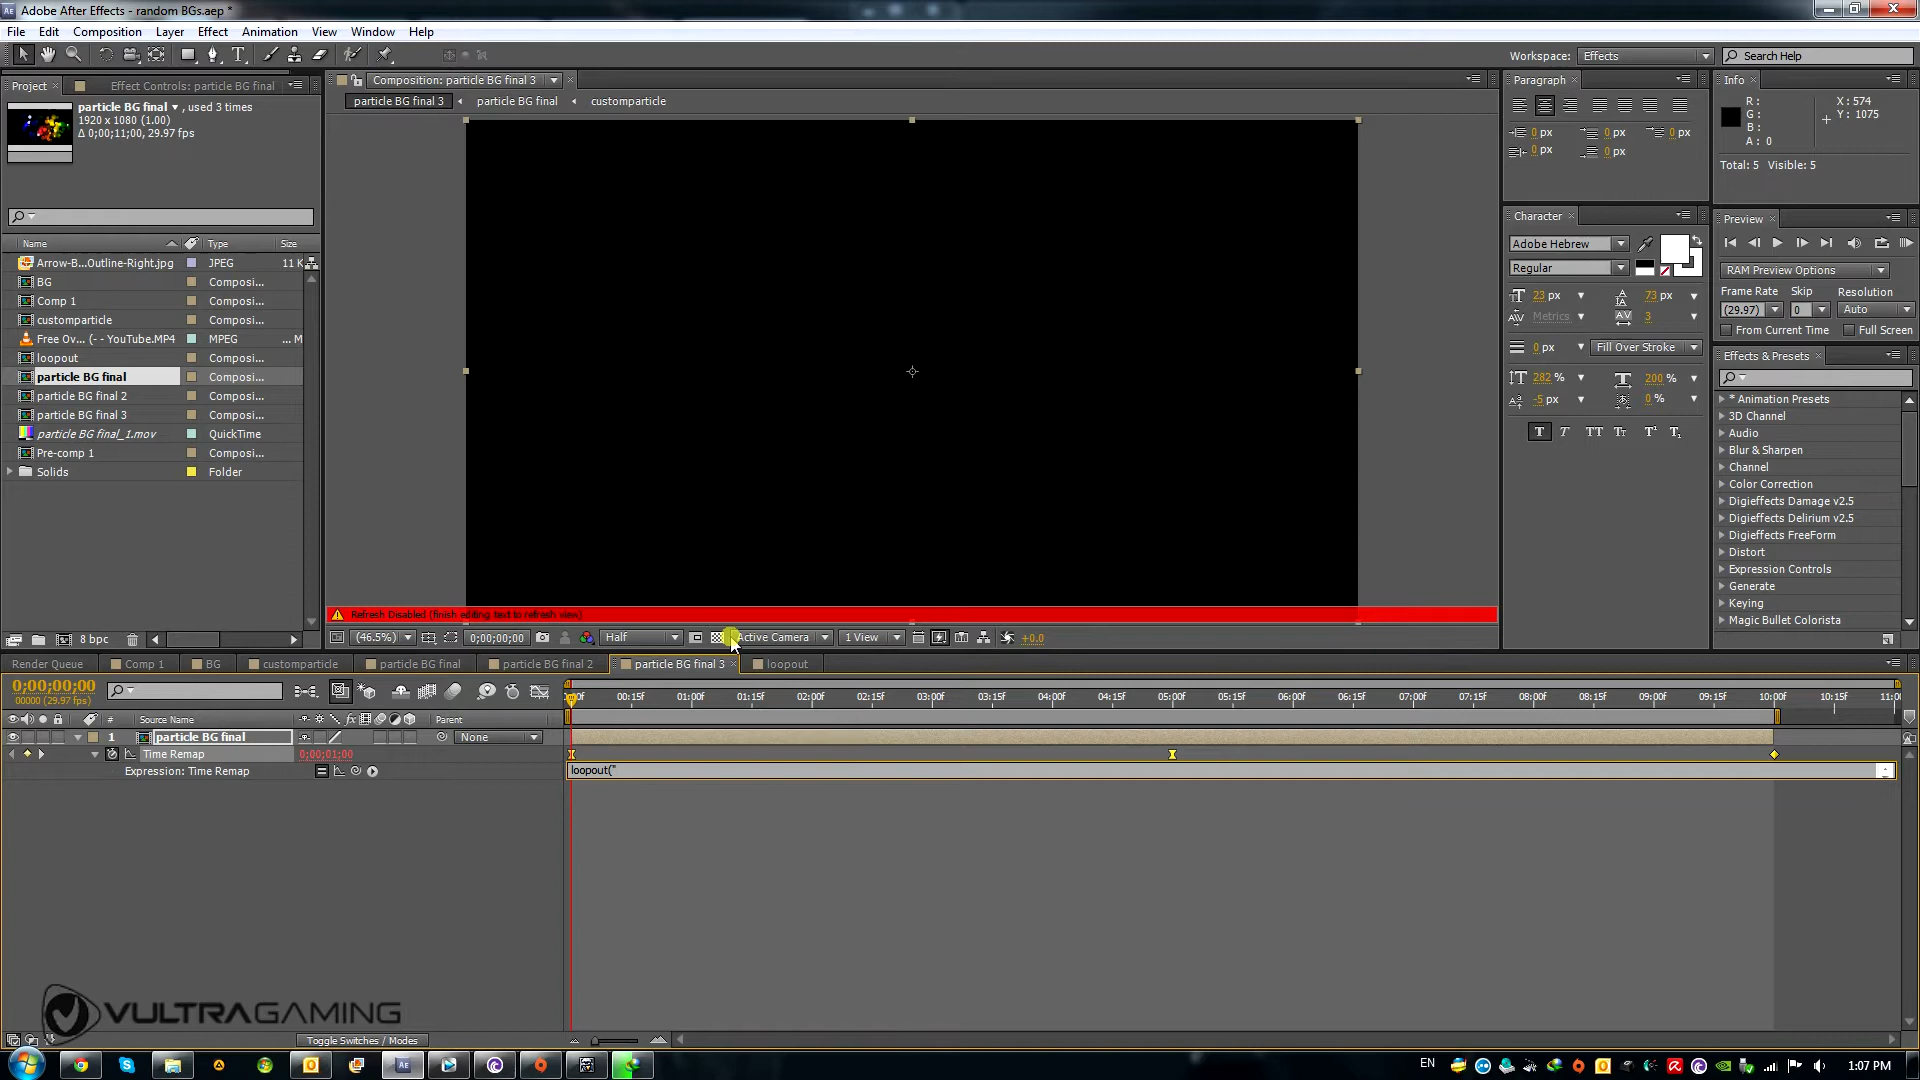 Adobe After Effects - random BGs.aep *
File Edit Composition Layer Effect Animation View Window Help
Workspace: Effects Search Help
Project Effect Controls: particle BG final
particle BG final , used 3 times
1920 x 1080 (1.00)
Δ 0;00;11;00, 29.97 fps
Composition: particle BG final 3
particle BG final 3 particle BG final customparticle
Name Type Size
Arrow-B...Outline-Right.jpg JPEG 11 K
BG Composi...
Comp 1 Composi...
customparticle Composi...
Free Ov... (- - YouTube.MP4 MPEG ... M
loopout Composi...
particle BG final Composi...
particle BG final 2 Composi...
particle BG final 3 Composi...
particle BG final_1.mov QuickTime
Pre-comp 1 Composi...
Solids Folder
8 bpc
Refresh Disabled (finish editing text to refresh view)
(46.5%) 0;00;00;00 Half Active Camera 1 View +0.0
Paragraph
0 px 0 px 0 px
0 px 0 px
Character
Adobe Hebrew
Regular
23 px 73 px
Metrics 3
0 px Fill Over Stroke
282 % 200 %
-5 px 0 %
T T TT Tt T¹ T₁
Info
R: X: 574
G: Y: 1075
B:
A: 0
Total: 5 Visible: 5
Preview
RAM Preview Options
Frame Rate Skip Resolution
(29.97) 0 Auto
From Current Time Full Screen
Effects & Presets
* Animation Presets
3D Channel
Audio
Blur & Sharpen
Channel
Color Correction
Digieffects Damage v2.5
Digieffects Delirium v2.5
Digieffects FreeForm
Distort
Expression Controls
Generate
Keying
Magic Bullet Colorista
Render Queue Comp 1 BG customparticle particle BG final particle BG final 2 particle BG final 3 loopout
0;00;00;00
00000 (29.97 fps)
00:15f 01:00f 01:15f 02:00f 02:15f 03:00f 03:15f 04:00f 04:15f 05:00f 05:15f 06:00f 06:15f 07:00f 07:15f 08:00f 08:15f 09:00f 09:15f 10:00f 10:15f 11:0
# Source Name Parent
1 particle BG final None
Time Remap 0;00;01;00
Expression: Time Remap loopout("
VULTRAGAMING
Toggle Switches / Modes
EN 1:07 PM